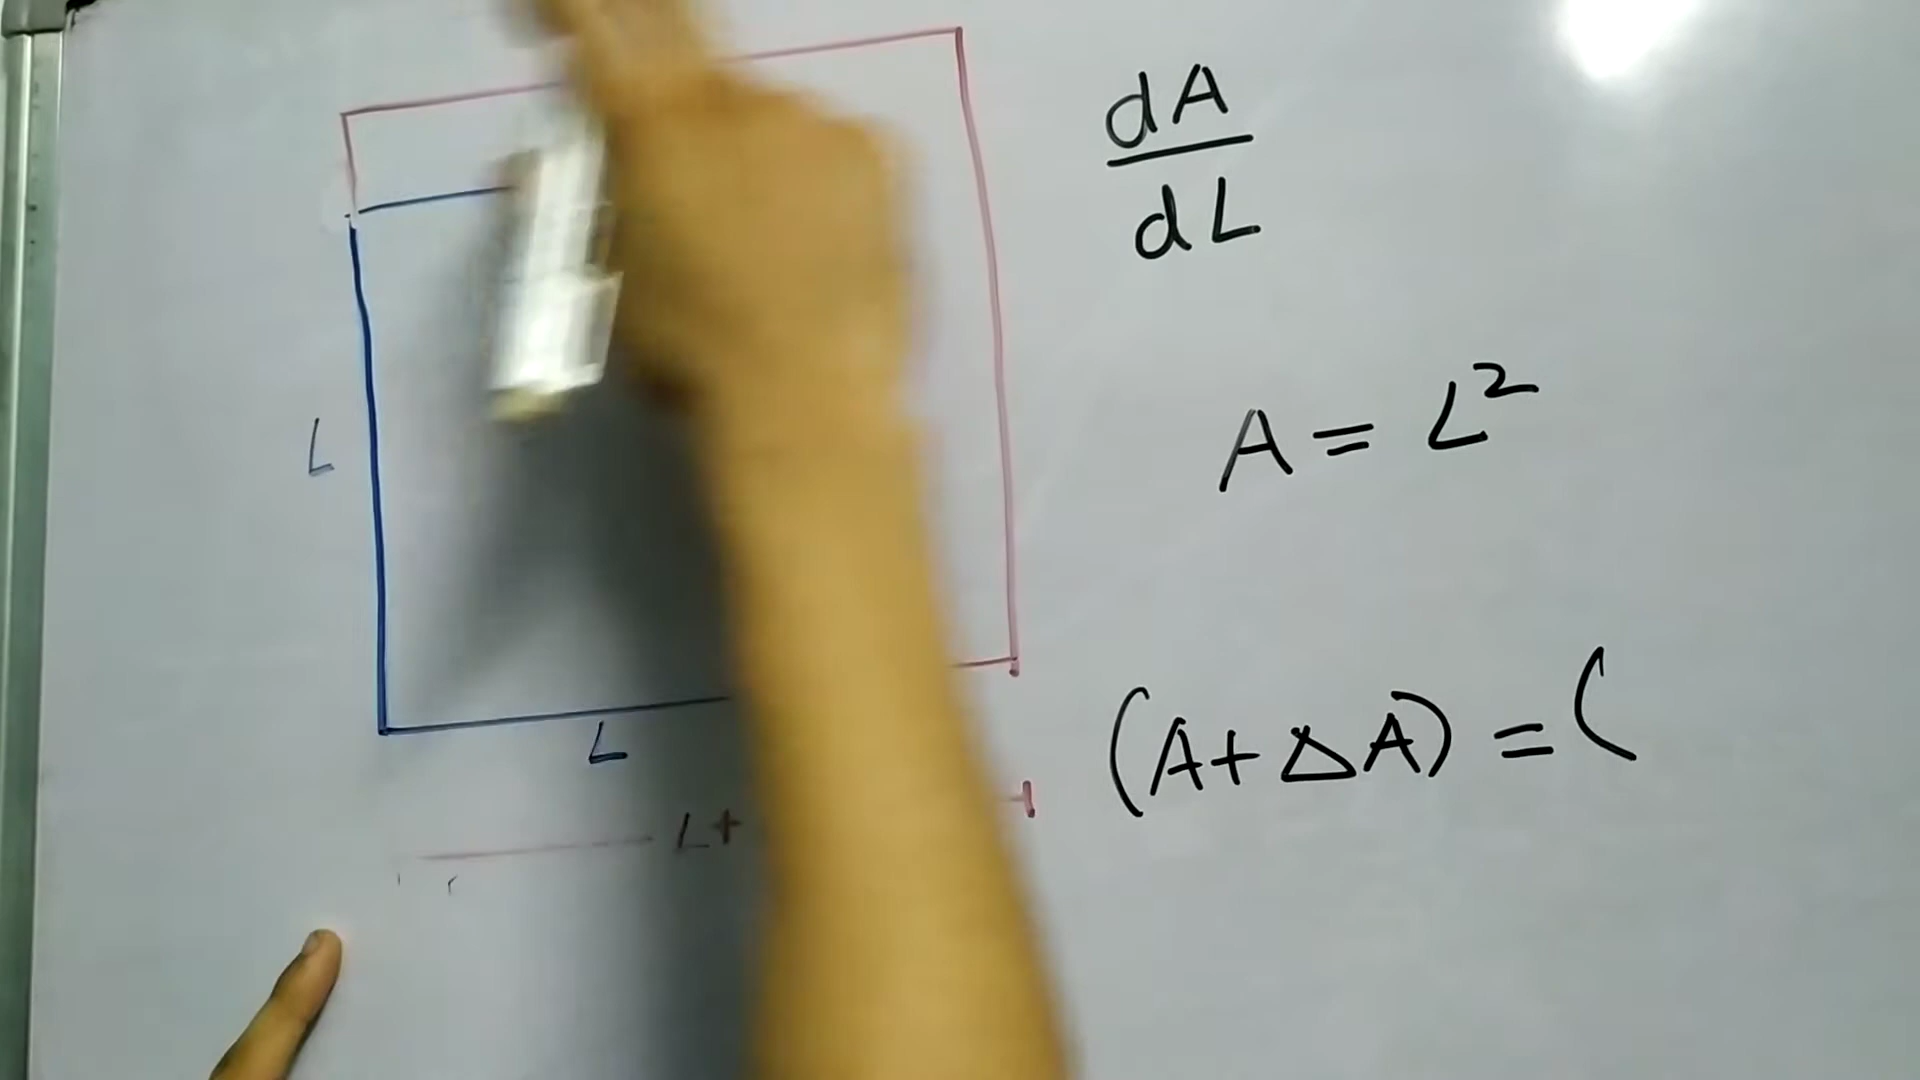 dA
dL
A = L²
L
(A + ΔA) = (
L
L+